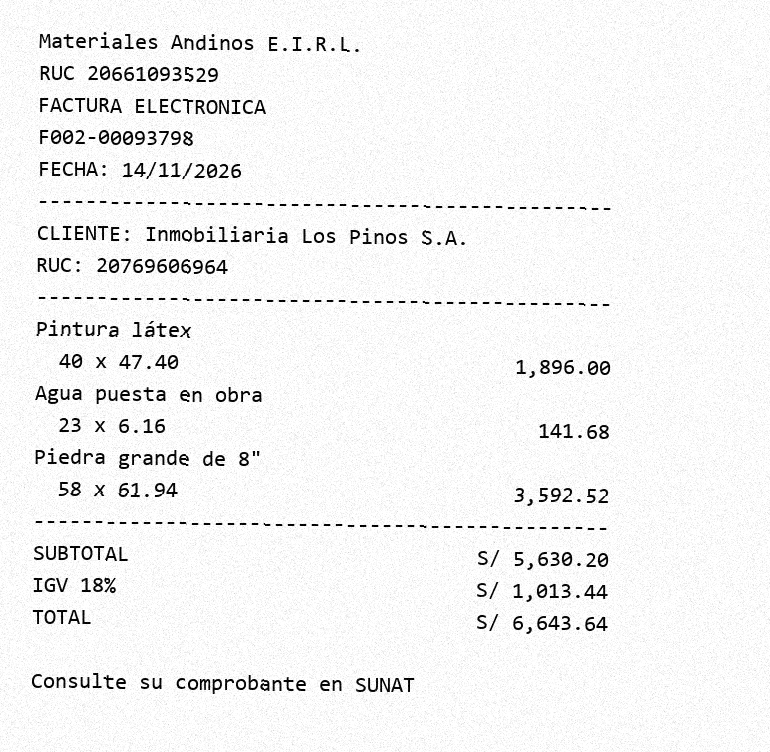 Materiales Andinos E.I.R.L.
RUC 20661093529
FACTURA ELECTRONICA
F002-00093798
FECHA: 14/11/2026
------------------------------------------------
CLIENTE: Inmobiliaria Los Pinos S.A.
RUC: 20769606964
------------------------------------------------
Pintura látex
40 x 47.40 1,896.00
Agua puesta en obra
23 x 6.16 141.68
Piedra grande de 8"
58 x 61.94 3,592.52
------------------------------------------------
SUBTOTAL S/ 5,630.20
IGV 18% S/ 1,013.44
TOTAL S/ 6,643.64
Consulte su comprobante en SUNAT